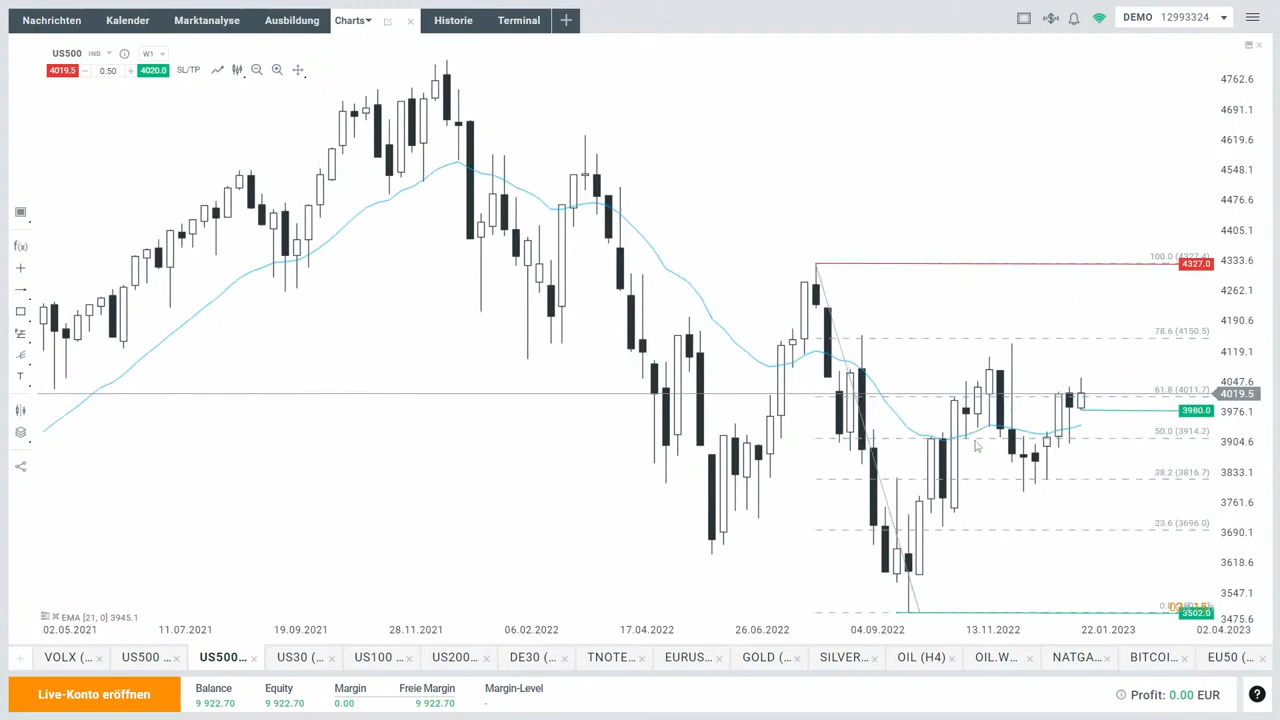 Nachrichten Kalender Marktanalyse Ausbildung Charts Historie Terminal
DEMO 12993324
US500 IND W1
4019.5 0.50 4020.0 SL/TP
4762.6
4691.1
4619.6
4548.1
4476.6
4405.1
100.0 (4327.4)
4333.6
4327.0
4262.1
4190.6
78.6 (4150.5)
4119.1
4047.6
61.8 (4011.7)
4019.5
3980.0
3976.1
50.0 (3914.2)
3904.6
38.2 (3816.7)
3833.1
3761.6
23.6 (3696.0)
3690.1
3618.6
3547.1
3502.0
3475.6
f(x)
T
EMA [21, 0] 3945.1
02.05.2021 11.07.2021 19.09.2021 28.11.2021 06.02.2022 17.04.2022 26.06.2022 04.09.2022 13.11.2022 22.01.2023 02.04.2023
VOLX (... US500 ... US500... US30 (... US100 ... US200... DE30 (... TNOTE... EURUS... GOLD (... SILVER... OIL (H4) OIL.W... NATGA... BITCOI... EU50 (...
Live-Konto eröffnen
Balance Equity Margin Freie Margin Margin-Level
9 922.70 9 922.70 0.00 9 922.70 -
Profit: 0.00 EUR